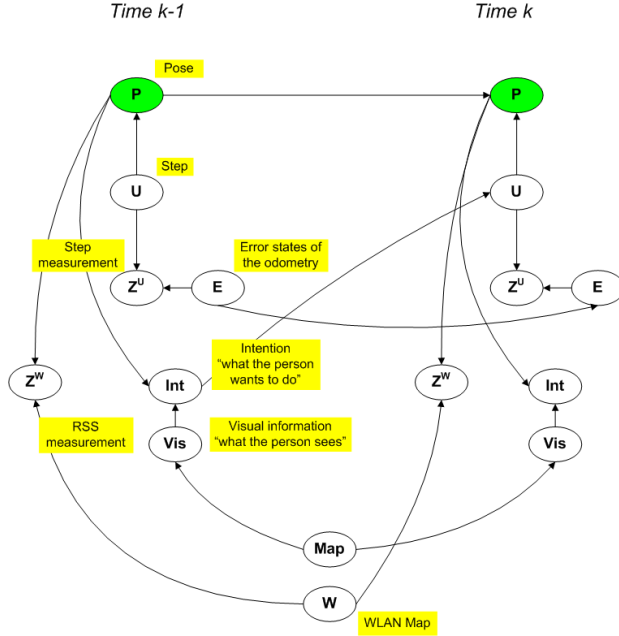 Time k-1
Time k
Pose
P
P
Step
U
U
Step
measurement
Error states of
the odometry
Z^U
E
Z^U
E
Intention
"what the person
wants to do"
Z^W
Int
Z^W
Int
RSS
measurement
Visual information
"what the person sees"
Vis
Vis
Map
W
WLAN Map